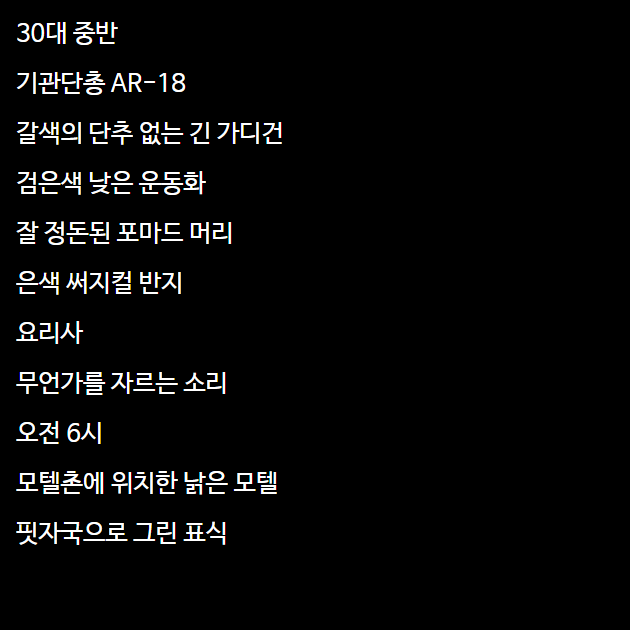 30대 중반
기관단총 AR-18
갈색의 단추 없는 긴 가디건
검은색 낮은 운동화
잘 정돈된 포마드 머리
은색 써지컬 반지
요리사
무언가를 자르는 소리
오전 6시
모텔촌에 위치한 낡은 모텔
핏자국으로 그린 표식